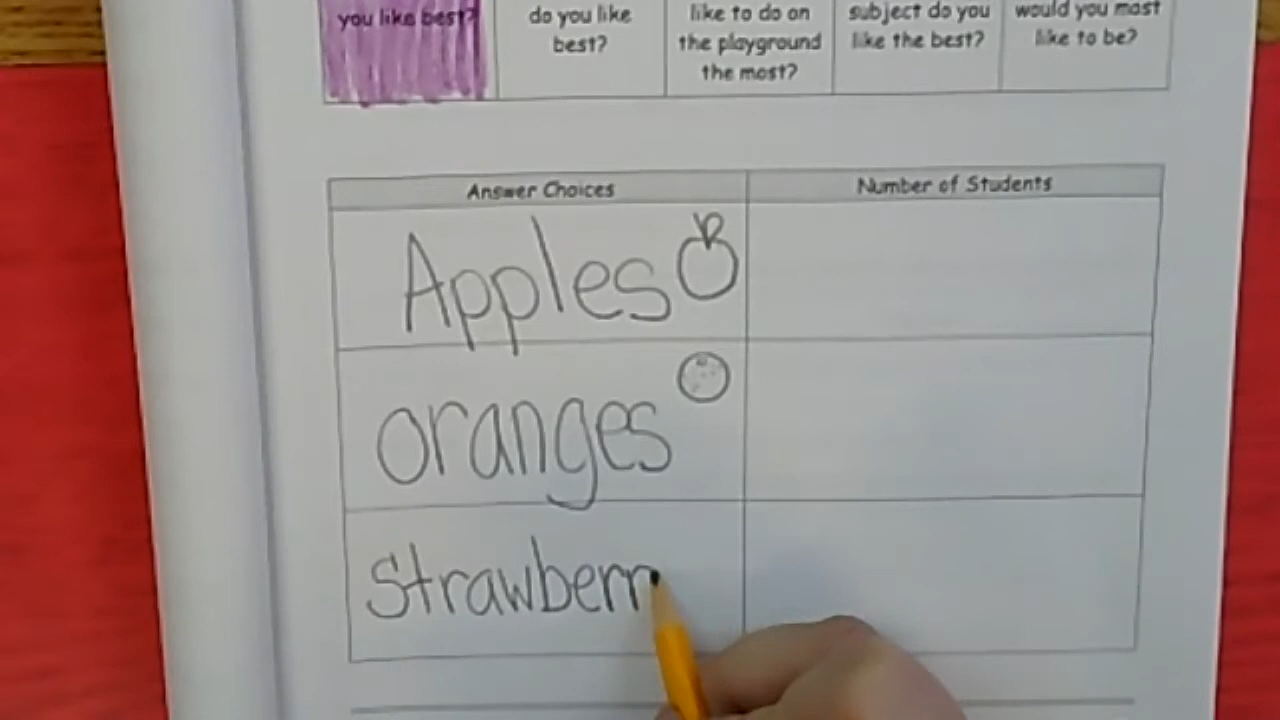 you like best?
do you like
best?
like to do on
the playground
the most?
subject do you
like the best?
would you most
like to be?
Answer Choices
Number of Students
Apples
oranges
Strawberr